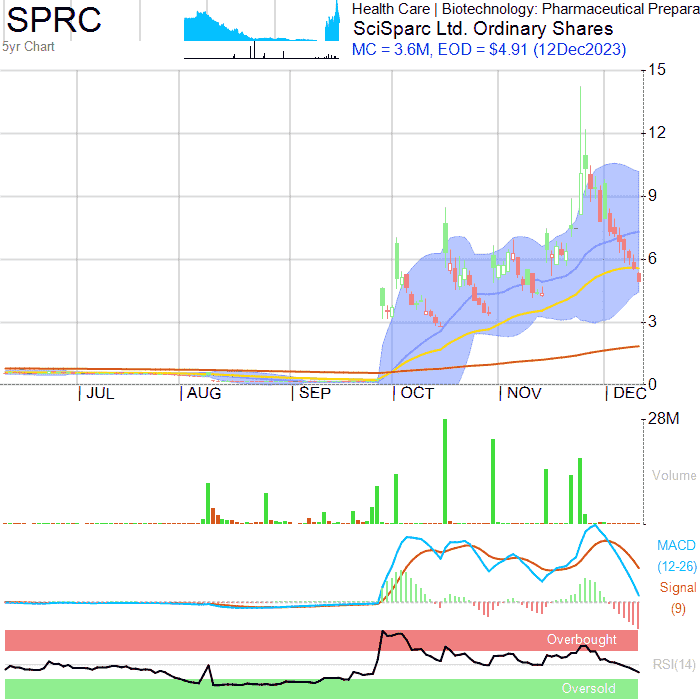 SPRC
5yr Chart
Health Care | Biotechnology: Pharmaceutical Prepara
SciSparc Ltd. Ordinary Shares
MC = 3.6M, EOD = $4.91 (12Dec2023)
15
12
9
6
3
0
JUL
AUG
SEP
OCT
NOV
DEC
28M
Volume
MACD
(12-26)
Signal
(9)
Overbought
RSI(14)
Oversold